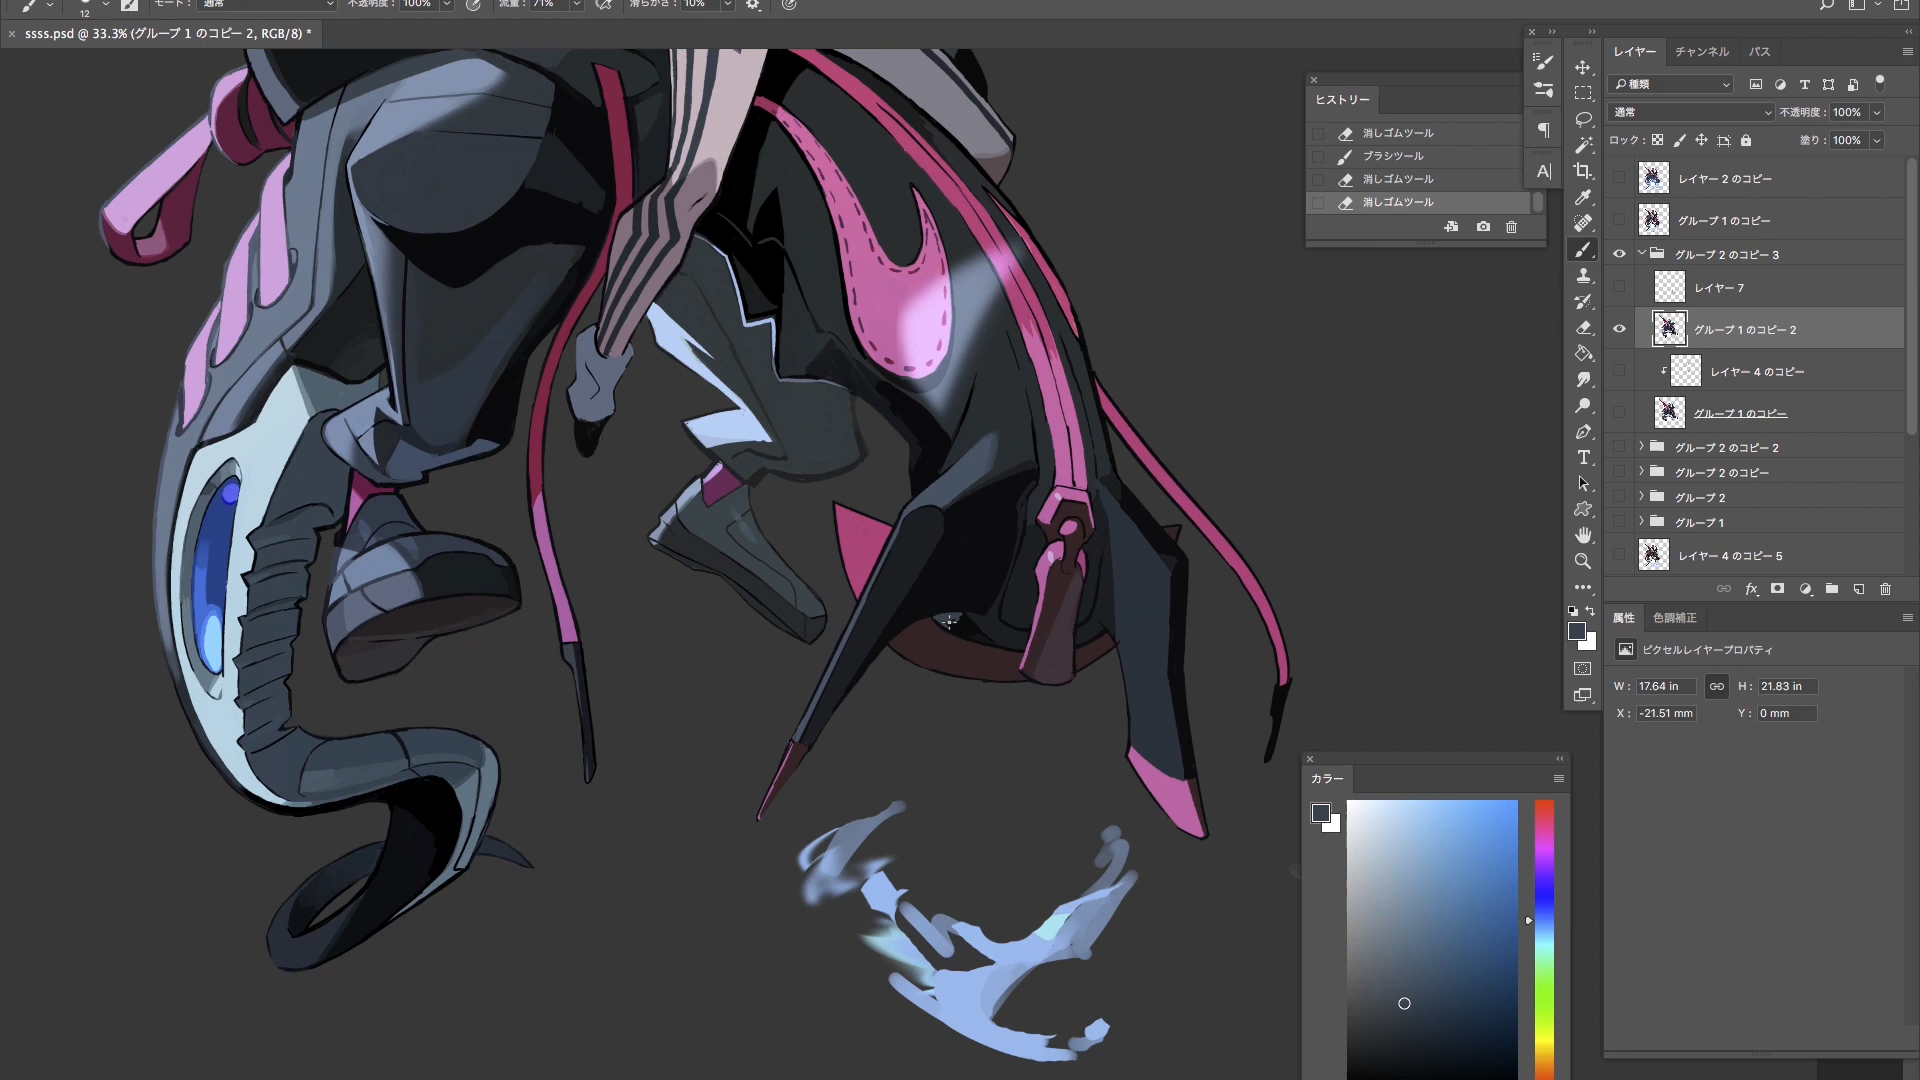 モード： 通常 不透明度： 100% 流量： 71% 滑らかさ： 10%
12
× ssss.psd @ 33.3% (グループ 1 のコピー 2, RGB/8) *
ヒストリー
消しゴムツール
ブラシツール
消しゴムツール
消しゴムツール
レイヤー チャンネル パス
種類
通常 不透明度： 100%
ロック： 塗り： 100%
レイヤー 2 のコピー
グループ 1 のコピー
グループ 2 のコピー 3
レイヤー 7
グループ 1 のコピー 2
レイヤー 4 のコピー
グループ 1 のコピー
グループ 2 のコピー 2
グループ 2 のコピー
グループ 2
グループ 1
レイヤー 4 のコピー 5
fx
属性 色調補正
ピクセルレイヤープロパティ
W： 17.64 in H： 21.83 in
X： -21.51 mm Y： 0 mm
カラー